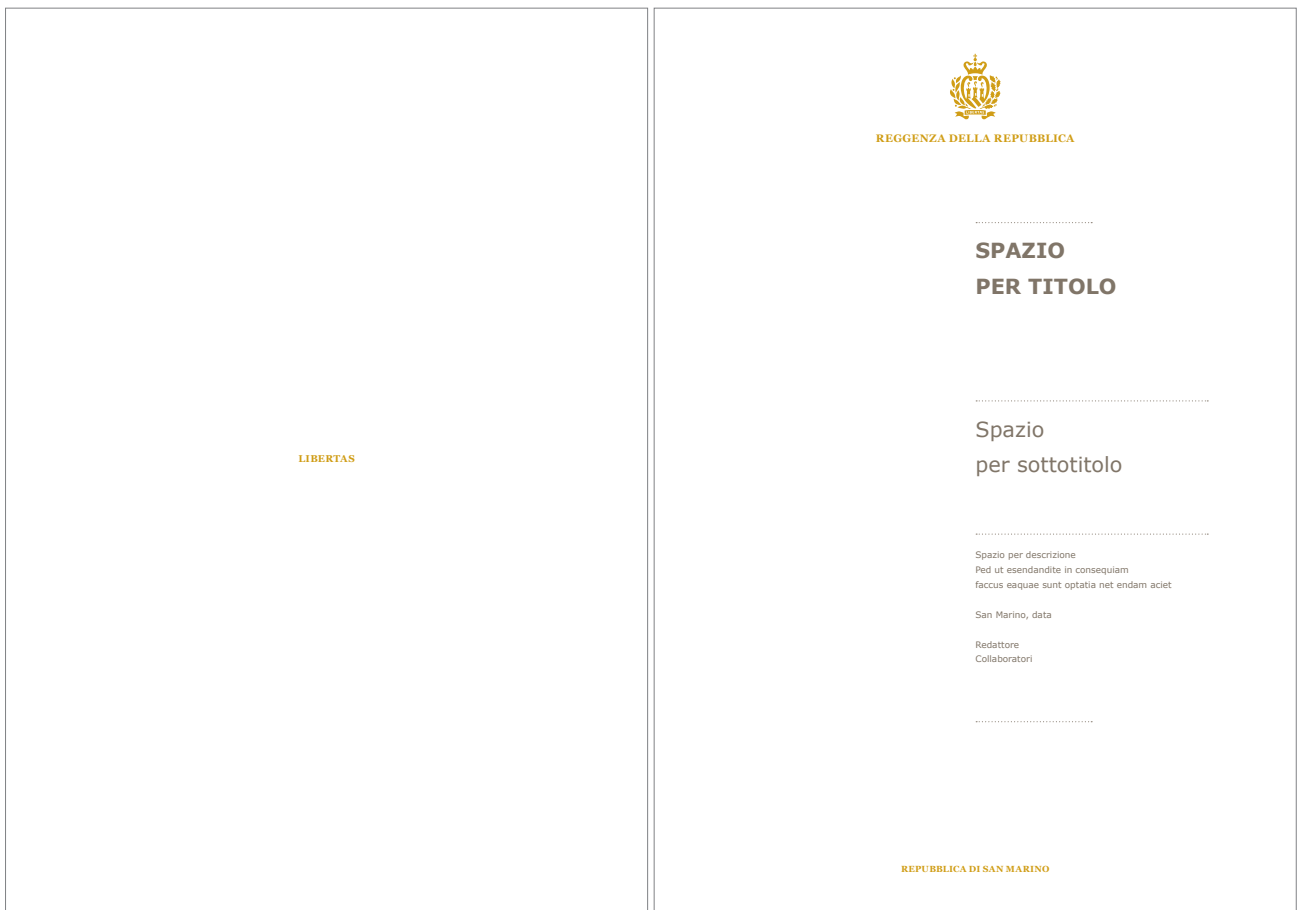 LIBERTAS
REGGENZA DELLA REPUBBLICA
SPAZIO
PER TITOLO
Spazio
per sottotitolo
Spazio per descrizione
Ped ut esendandite in consequiam
faccus eaquae sunt optatia net endam aciet
San Marino, data
Redattore
Collaboratori
REPUBBLICA DI SAN MARINO